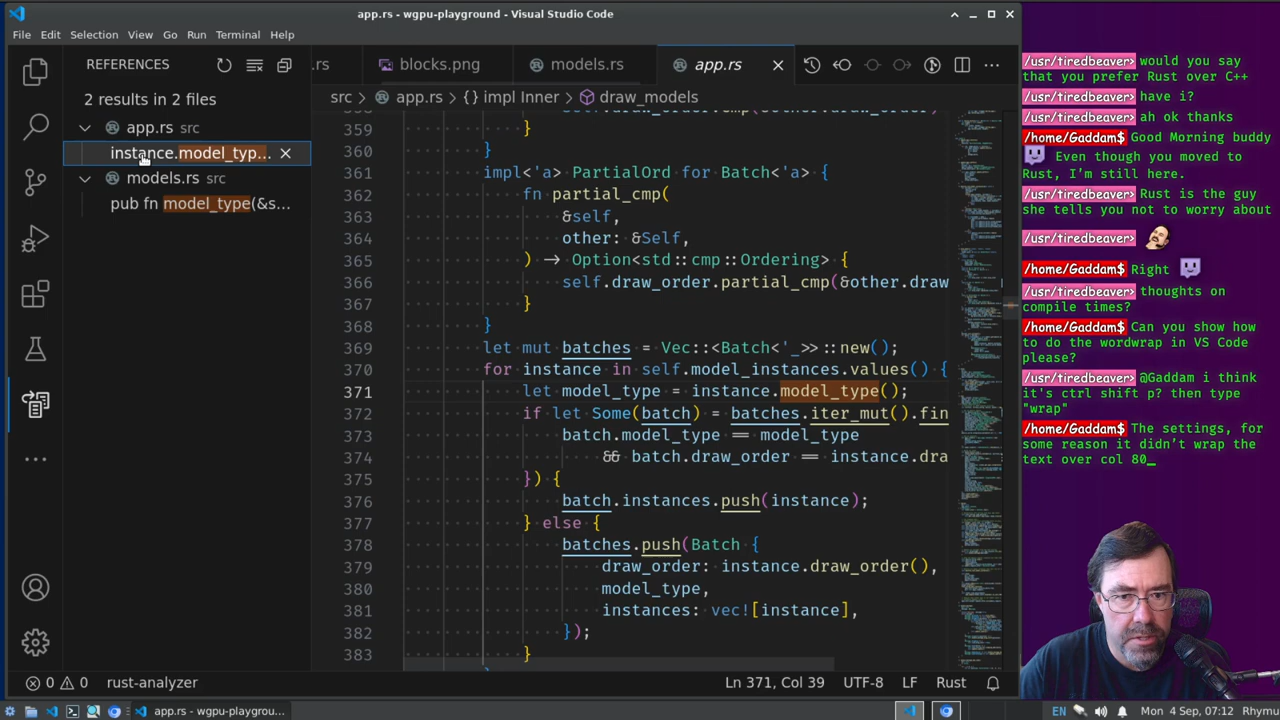 app.rs - wgpu-playground - Visual Studio Code
File Edit Selection View Go Run Terminal Help
REFERENCES
2 results in 2 files
app.rs src
instance.model_typ...
models.rs src
pub fn model_type(&s
.rs blocks.png models.rs app.rs
src > app.rs > {} impl Inner > draw_models
359 }
360 }
361 impl<'a> PartialOrd for Batch<'a> {
362 fn partial_cmp(
363 &self,
364 other: &Self,
365 ) -> Option<std::cmp::Ordering> {
366 self.draw_order.partial_cmp(&other.draw
367 }
368 }
369 let mut batches = Vec::<Batch<'_>>::new();
370 for instance in self.model_instances.values() {
371 let model_type = instance.model_type();
372 if let Some(batch) = batches.iter_mut().fin
373 batch.model_type == model_type
374 && batch.draw_order == instance.dra
375 }) {
376 batch.instances.push(instance);
377 } else {
378 batches.push(Batch {
379 draw_order: instance.draw_order(),
380 model_type,
381 instances: vec![instance],
382 });
383 }
0 0 rust-analyzer Ln 371, Col 39 UTF-8 LF Rust
app.rs - wgpu-playgrou... EN Mon 4 Sep, 07:12 Rhymu
/usr/tiredbeaver> would you say
that you prefer Rust over C++
/usr/tiredbeaver> have i?
/usr/tiredbeaver> ah ok thanks
/home/Gaddam$ Good Morning buddy
Even though you moved to
Rust, I'm still here.
/usr/tiredbeaver> Rust is the guy
she tells you not to worry about
/usr/tiredbeaver>
/home/Gaddam$ Right
/usr/tiredbeaver> thoughts on
compile times?
/home/Gaddam$ Can you show how
to do the wordwrap in VS Code
please?
/usr/tiredbeaver> @Gaddam i think
it's ctrl shift p? then type
"wrap"
/home/Gaddam$ The settings, for
some reason it didn't wrap the
text over col 80_